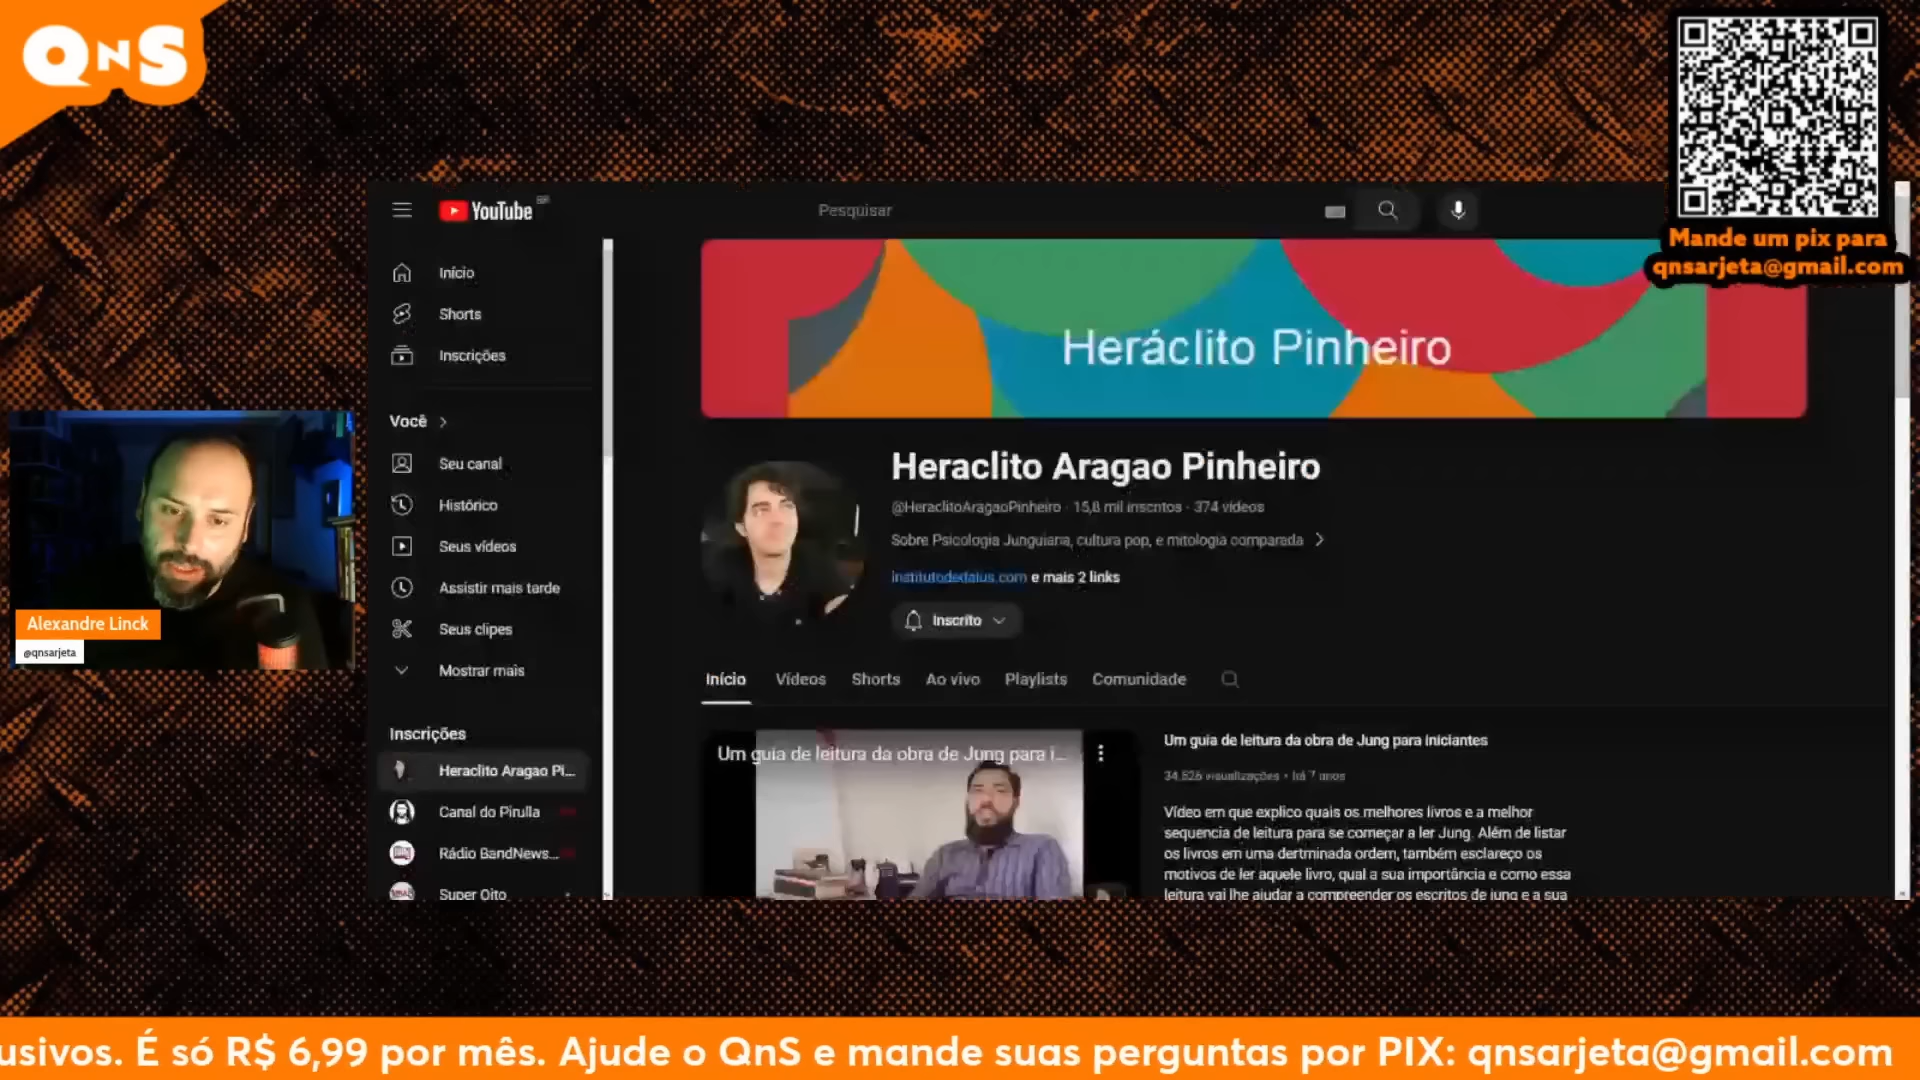 QNS
Mande um pix para
qnsarjeta@gmail.com
YouTube
BR
Pesquisar
Início
Shorts
Inscrições
Você
Seu canal
Histórico
Seus vídeos
Assistir mais tarde
Seus clipes
Mostrar mais
Inscrições
Heraclito Aragao Pi...
Canal do Pirulla
Rádio BandNews...
Super Oito
Heráclito Pinheiro
Heraclito Aragao Pinheiro
@HeraclitoAragaoPinheiro · 15,8 mil inscritos · 374 vídeos
Sobre Psicologia Junguiana, cultura pop, e mitologia comparada
institutodedalus.com e mais 2 links
Inscrito
Início Vídeos Shorts Ao vivo Playlists Comunidade
Um guia de leitura da obra de Jung para i...
Um guia de leitura da obra de Jung para iniciantes
34.526 visualizações • há 7 anos
Vídeo em que explico quais os melhores livros e a melhor
sequencia de leitura para se começar a ler Jung. Além de listar
os livros em uma dertminada ordem, também esclareço os
motivos de ler aquele livro, qual a sua importância e como essa
leitura vai lhe ajudar a compreender os escritos de jung e a sua
Alexandre Linck
@qnsarjeta
usivos. É só R$ 6,99 por mês. Ajude o QnS e mande suas perguntas por PIX: qnsarjeta@gmail.com